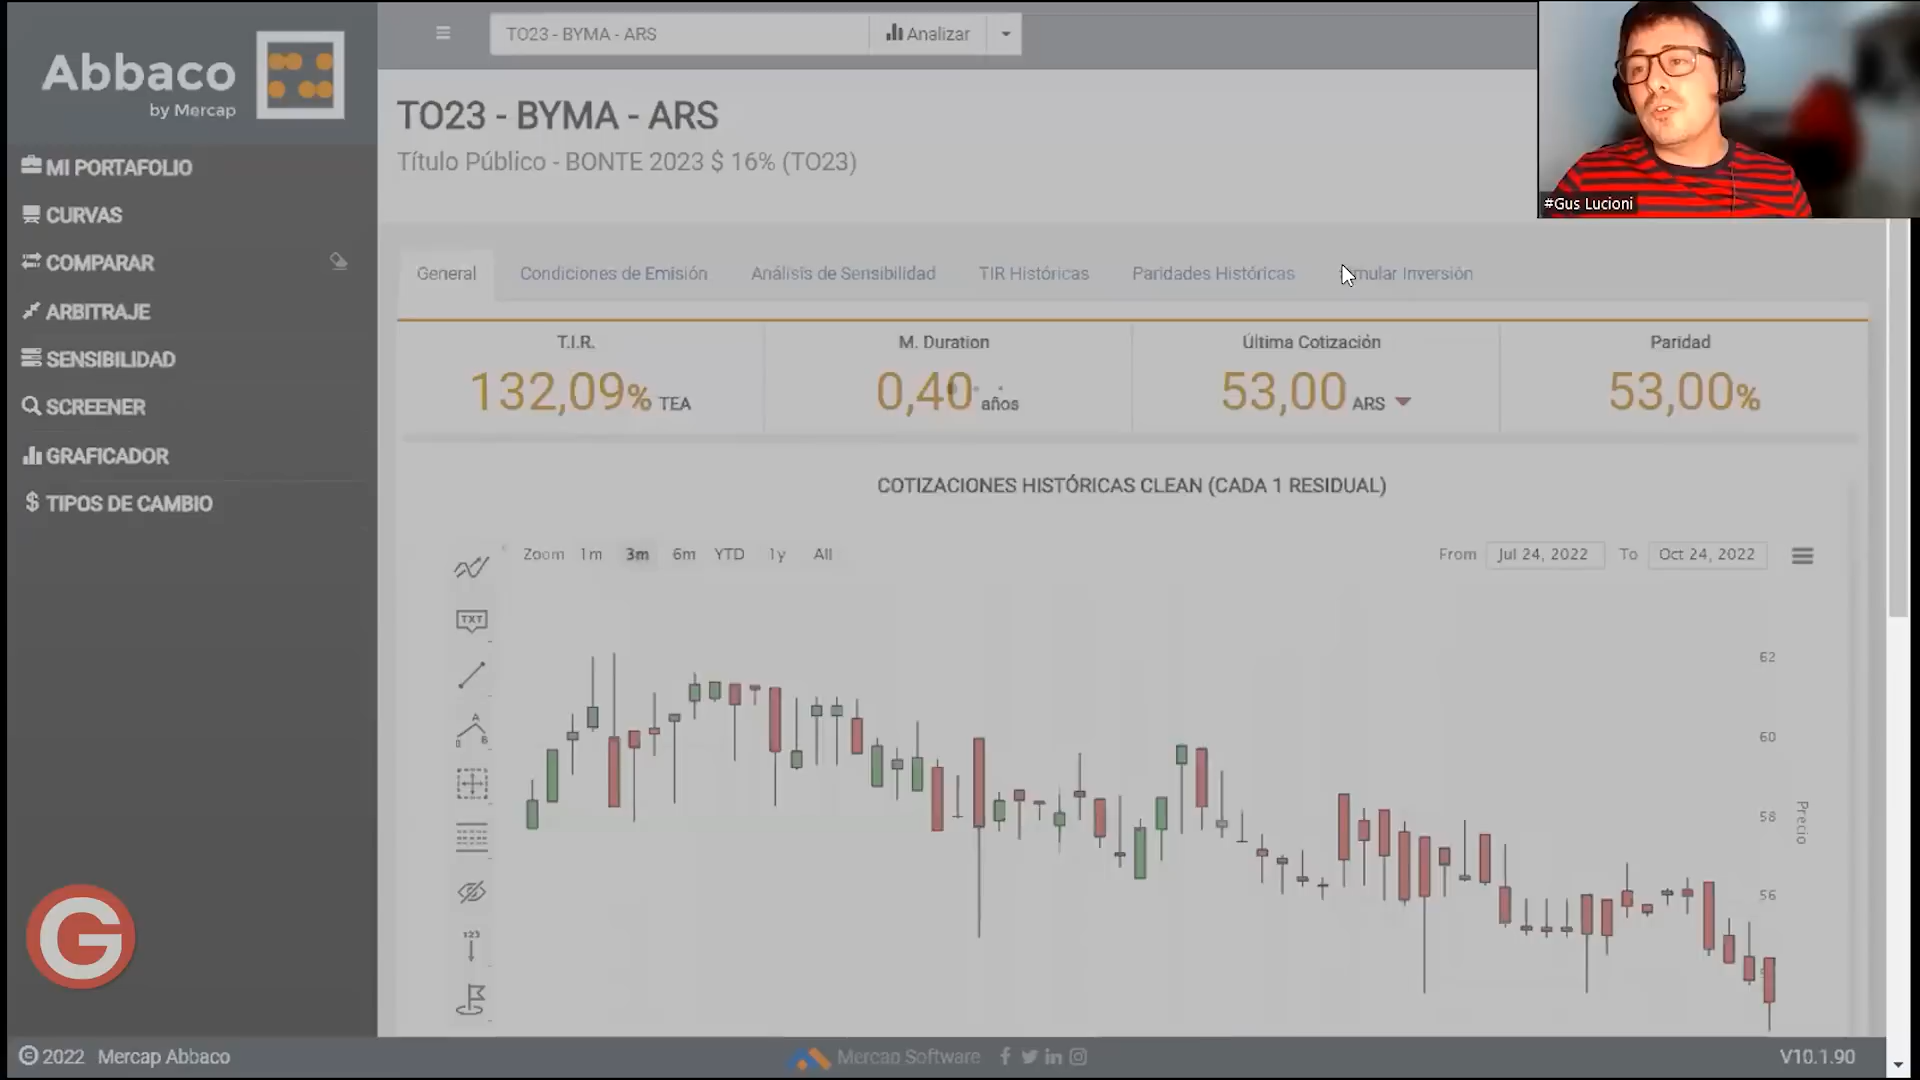 Abbaco
by Mercap
MI PORTAFOLIO
CURVAS
COMPARAR
ARBITRAJE
SENSIBILIDAD
SCREENER
GRAFICADOR
TIPOS DE CAMBIO
G
TO23 - BYMA - ARS
Analizar
#Gus Lucioni
TO23 - BYMA - ARS
Título Público - BONTE 2023 $ 16% (TO23)
General Condiciones de Emisión Análisis de Sensibilidad TIR Históricas Paridades Históricas Inversión
T.I.R.
132,09% TEA
M. Duration
0,40 años
Última Cotización
53,00 ARS
Paridad
53,00%
COTIZACIONES HISTÓRICAS CLEAN (CADA 1 RESIDUAL)
Zoom 1m 3m 6m YTD 1y All
From Jul 24, 2022 To Oct 24, 2022
TXT
A
B
123
62
60
58
56
Precio
© 2022 Mercap Abbaco
Mercap Software
V10.1.90